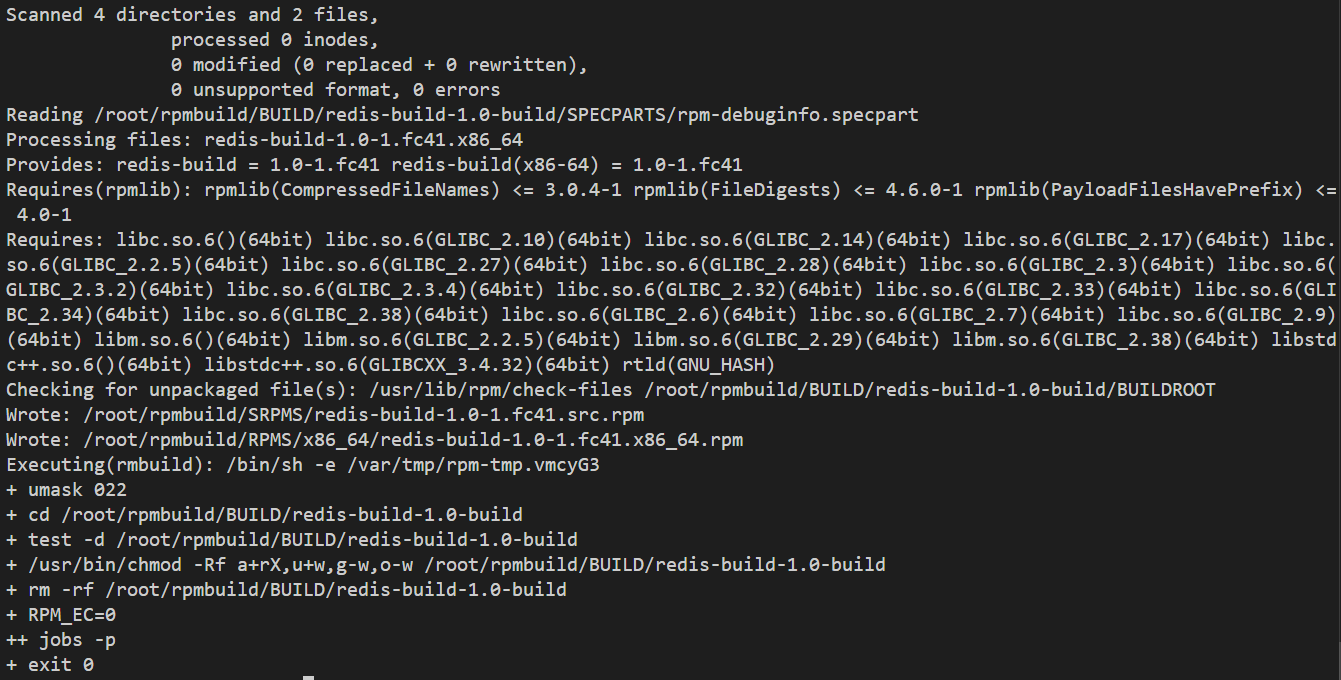 Scanned 4 directories and 2 files,
               processed 0 inodes,
               0 modified (0 replaced + 0 rewritten),
               0 unsupported format, 0 errors
Reading /root/rpmbuild/BUILD/redis-build-1.0-build/SPECPARTS/rpm-debuginfo.specpart
Processing files: redis-build-1.0-1.fc41.x86_64
Provides: redis-build = 1.0-1.fc41 redis-build(x86-64) = 1.0-1.fc41
Requires(rpmlib): rpmlib(CompressedFileNames) <= 3.0.4-1 rpmlib(FileDigests) <= 4.6.0-1 rpmlib(PayloadFilesHavePrefix) <=
 4.0-1
Requires: libc.so.6()(64bit) libc.so.6(GLIBC_2.10)(64bit) libc.so.6(GLIBC_2.14)(64bit) libc.so.6(GLIBC_2.17)(64bit) libc.
so.6(GLIBC_2.2.5)(64bit) libc.so.6(GLIBC_2.27)(64bit) libc.so.6(GLIBC_2.28)(64bit) libc.so.6(GLIBC_2.3)(64bit) libc.so.6(
GLIBC_2.3.2)(64bit) libc.so.6(GLIBC_2.3.4)(64bit) libc.so.6(GLIBC_2.32)(64bit) libc.so.6(GLIBC_2.33)(64bit) libc.so.6(GLI
BC_2.34)(64bit) libc.so.6(GLIBC_2.38)(64bit) libc.so.6(GLIBC_2.6)(64bit) libc.so.6(GLIBC_2.7)(64bit) libc.so.6(GLIBC_2.9)
(64bit) libm.so.6()(64bit) libm.so.6(GLIBC_2.2.5)(64bit) libm.so.6(GLIBC_2.29)(64bit) libm.so.6(GLIBC_2.38)(64bit) libstd
c++.so.6()(64bit) libstdc++.so.6(GLIBCXX_3.4.32)(64bit) rtld(GNU_HASH)
Checking for unpackaged file(s): /usr/lib/rpm/check-files /root/rpmbuild/BUILD/redis-build-1.0-build/BUILDROOT
Wrote: /root/rpmbuild/SRPMS/redis-build-1.0-1.fc41.src.rpm
Wrote: /root/rpmbuild/RPMS/x86_64/redis-build-1.0-1.fc41.x86_64.rpm
Executing(rmbuild): /bin/sh -e /var/tmp/rpm-tmp.vmcyG3
+ umask 022
+ cd /root/rpmbuild/BUILD/redis-build-1.0-build
+ test -d /root/rpmbuild/BUILD/redis-build-1.0-build
+ /usr/bin/chmod -Rf a+rX,u+w,g-w,o-w /root/rpmbuild/BUILD/redis-build-1.0-build
+ rm -rf /root/rpmbuild/BUILD/redis-build-1.0-build
+ RPM_EC=0
++ jobs -p
+ exit 0